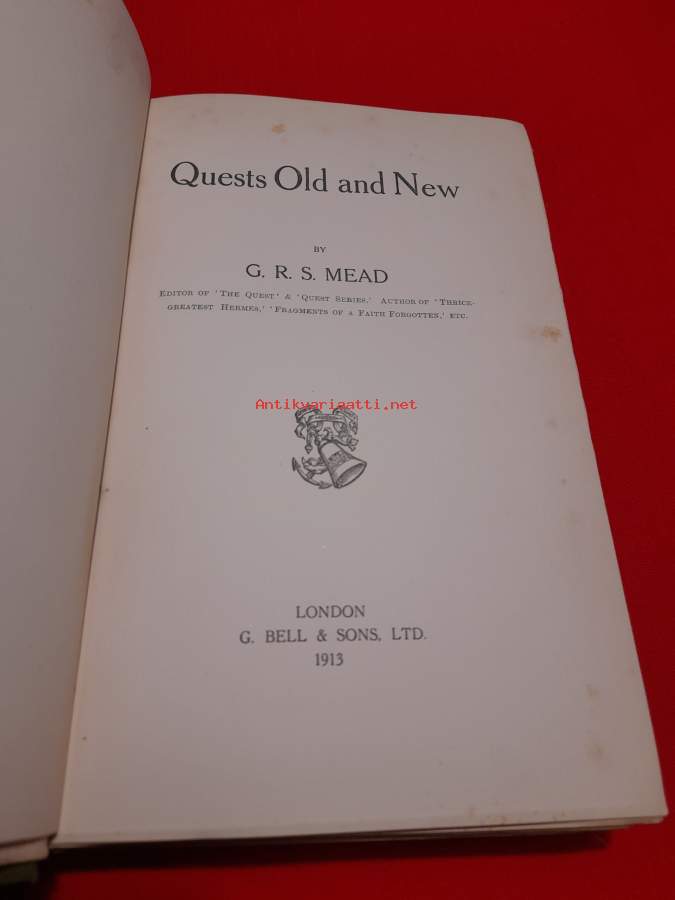 Quests Old and New
BY
G. R. S. MEAD
EDITOR OF 'THE QUEST' & 'QUEST SERIES.' AUTHOR OF 'THRICE-
GREATEST HERMES,' 'FRAGMENTS OF A FAITH FORGOTTEN,' ETC.
Antikvariaatti.net
LONDON
G. BELL & SONS, LTD.
1913